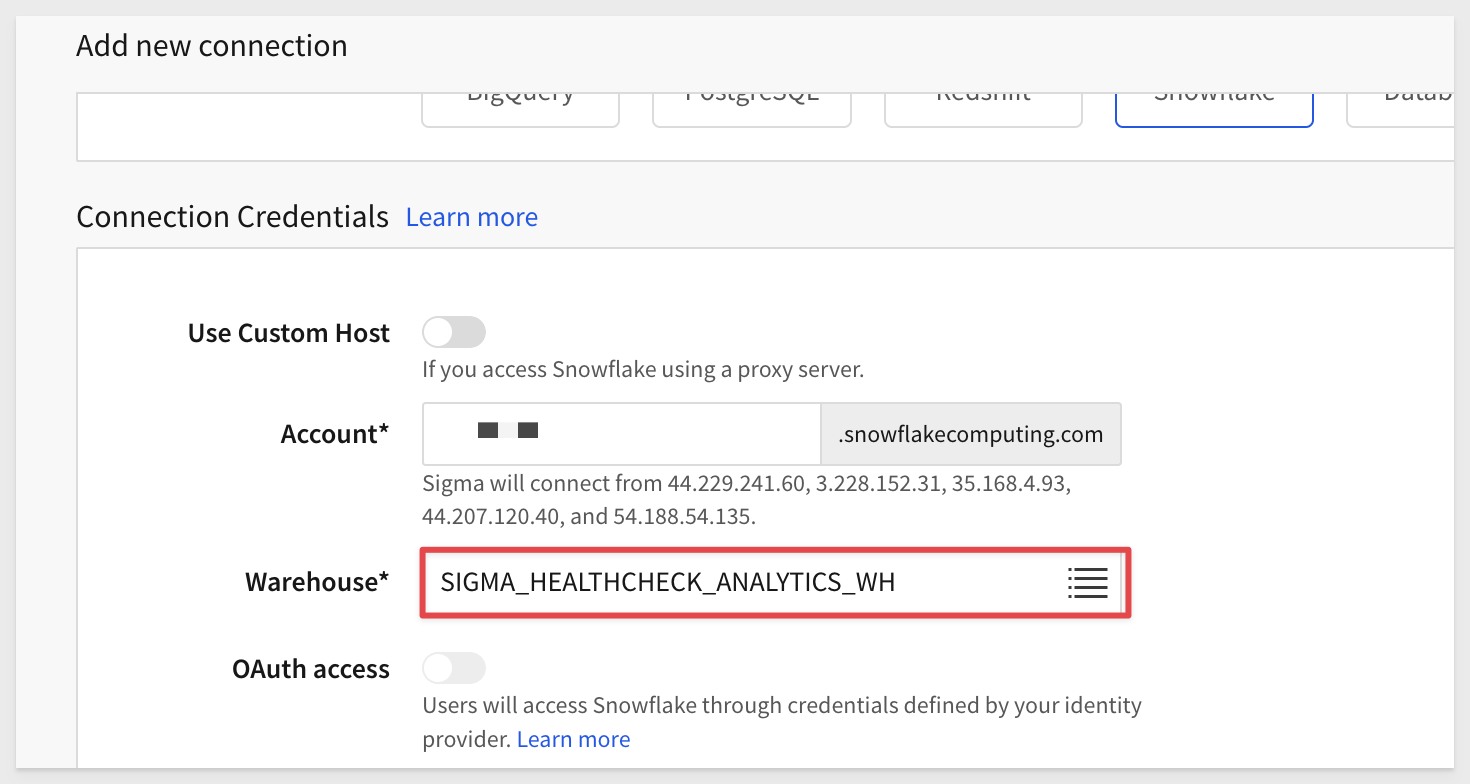 Add new connection
BigQuery PostgreSQL Redshift Snowflake Datab
Connection Credentials Learn more
Use Custom Host
If you access Snowflake using a proxy server.
Account* .snowflakecomputing.com
Sigma will connect from 44.229.241.60, 3.228.152.31, 35.168.4.93,
44.207.120.40, and 54.188.54.135.
Warehouse* SIGMA_HEALTHCHECK_ANALYTICS_WH
OAuth access
Users will access Snowflake through credentials defined by your identity
provider. Learn more